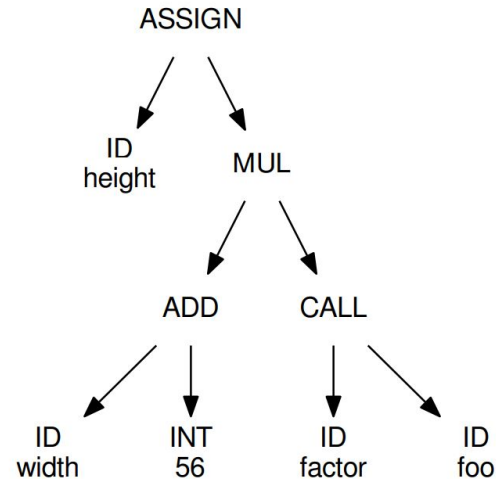 ASSIGN
ID
height
MUL
ADD
CALL
ID
width
INT
56
ID
factor
ID
foo